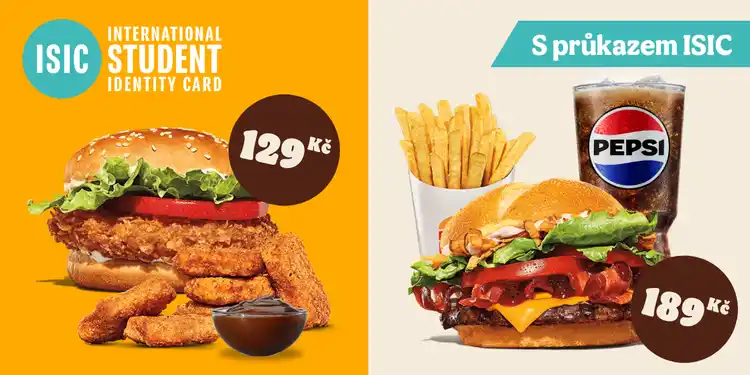 ISIC
INTERNATIONAL
STUDENT
IDENTITY CARD
129 Kč
S průkazem ISIC
PEPSI
189 Kč